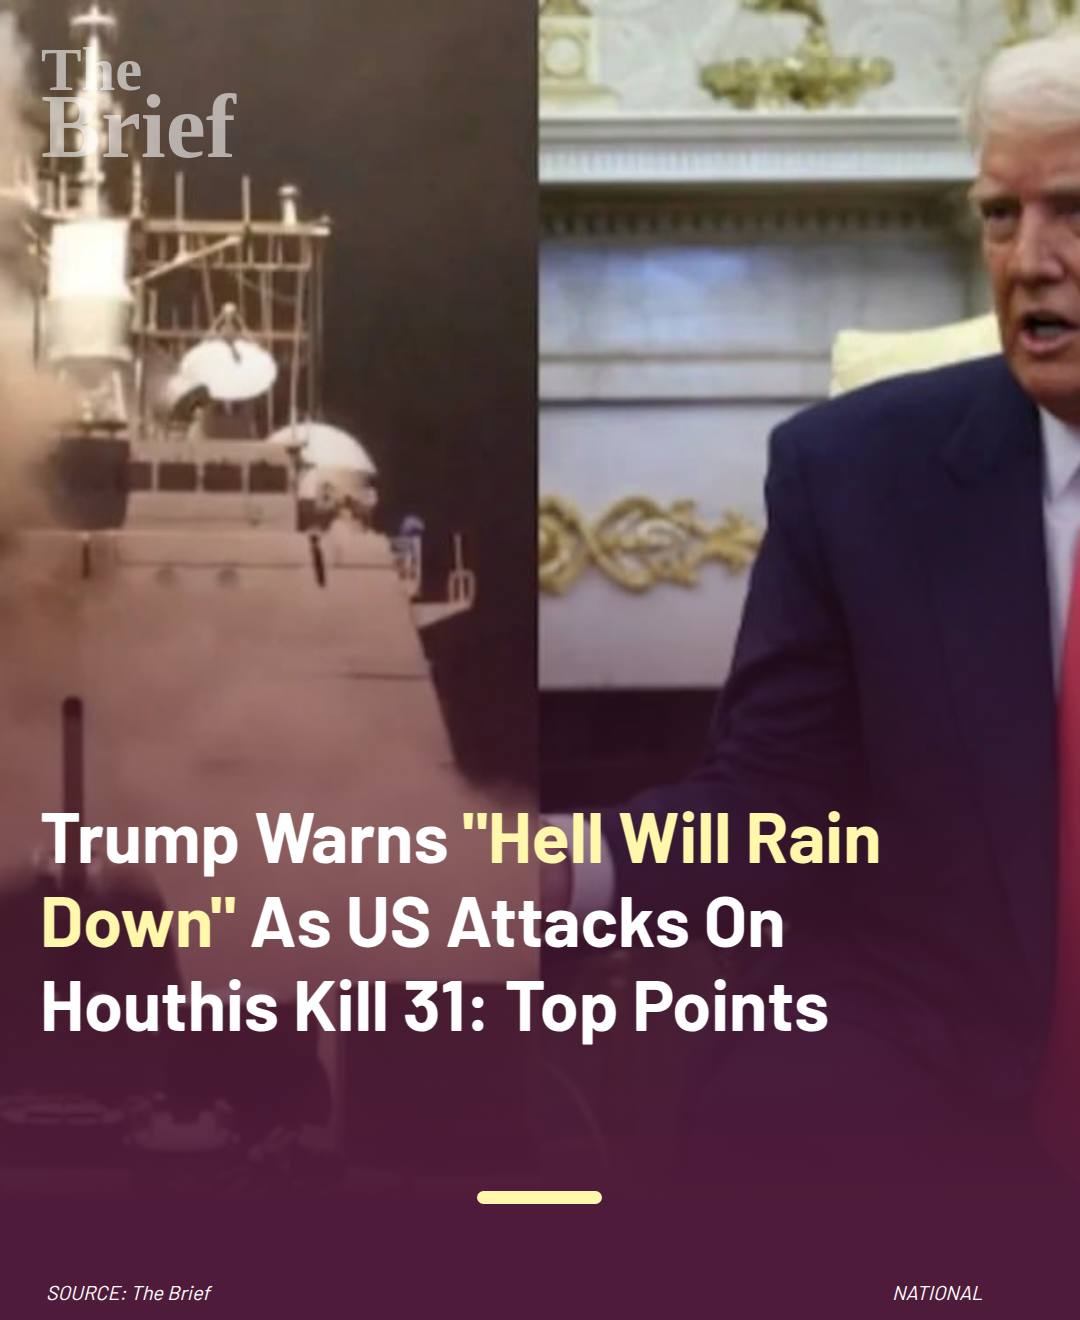 The
Brief
Trump Warns "Hell Will Rain
Down" As US Attacks On
Houthis Kill 31: Top Points
SOURCE: The Brief
NATIONAL